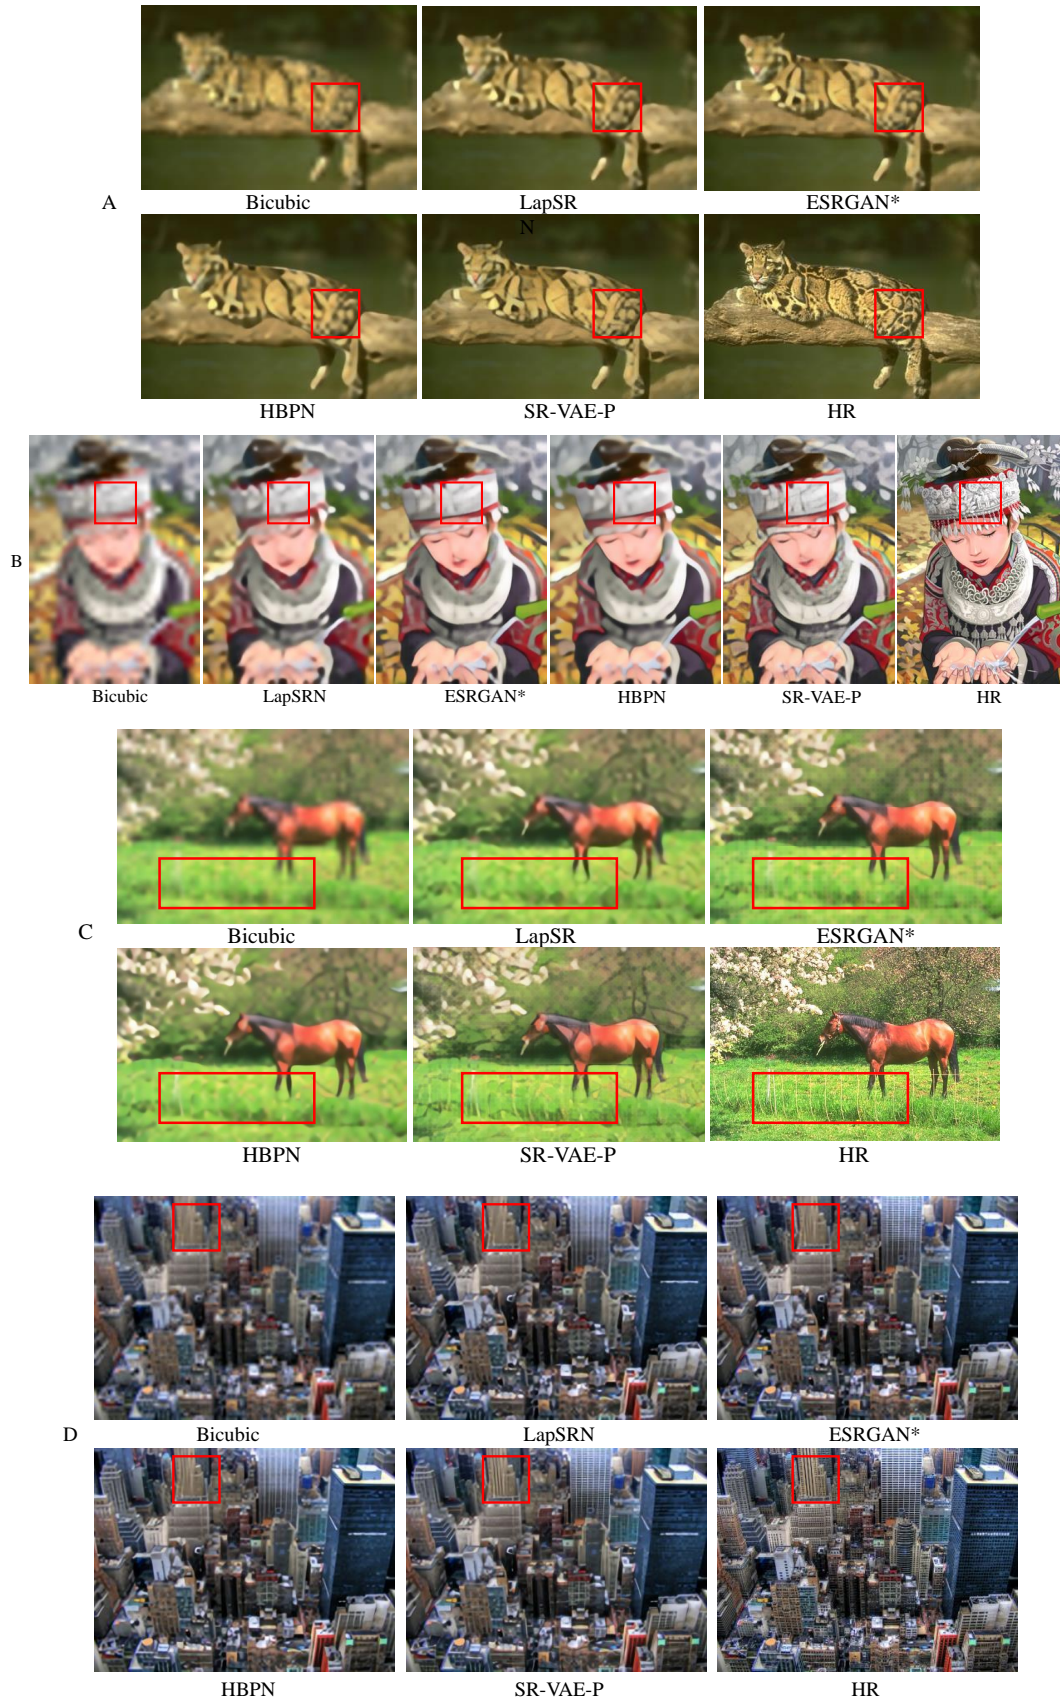 Bicubic
LapSR
N
ESRGAN*
A
HBPN
SR-VAE-P
HR
B
Bicubic
LapSRN
ESRGAN*
HBPN
SR-VAE-P
HR
Bicubic
LapSR
ESRGAN*
C
HBPN
SR-VAE-P
HR
D
Bicubic
LapSRN
ESRGAN*
HBPN
SR-VAE-P
HR